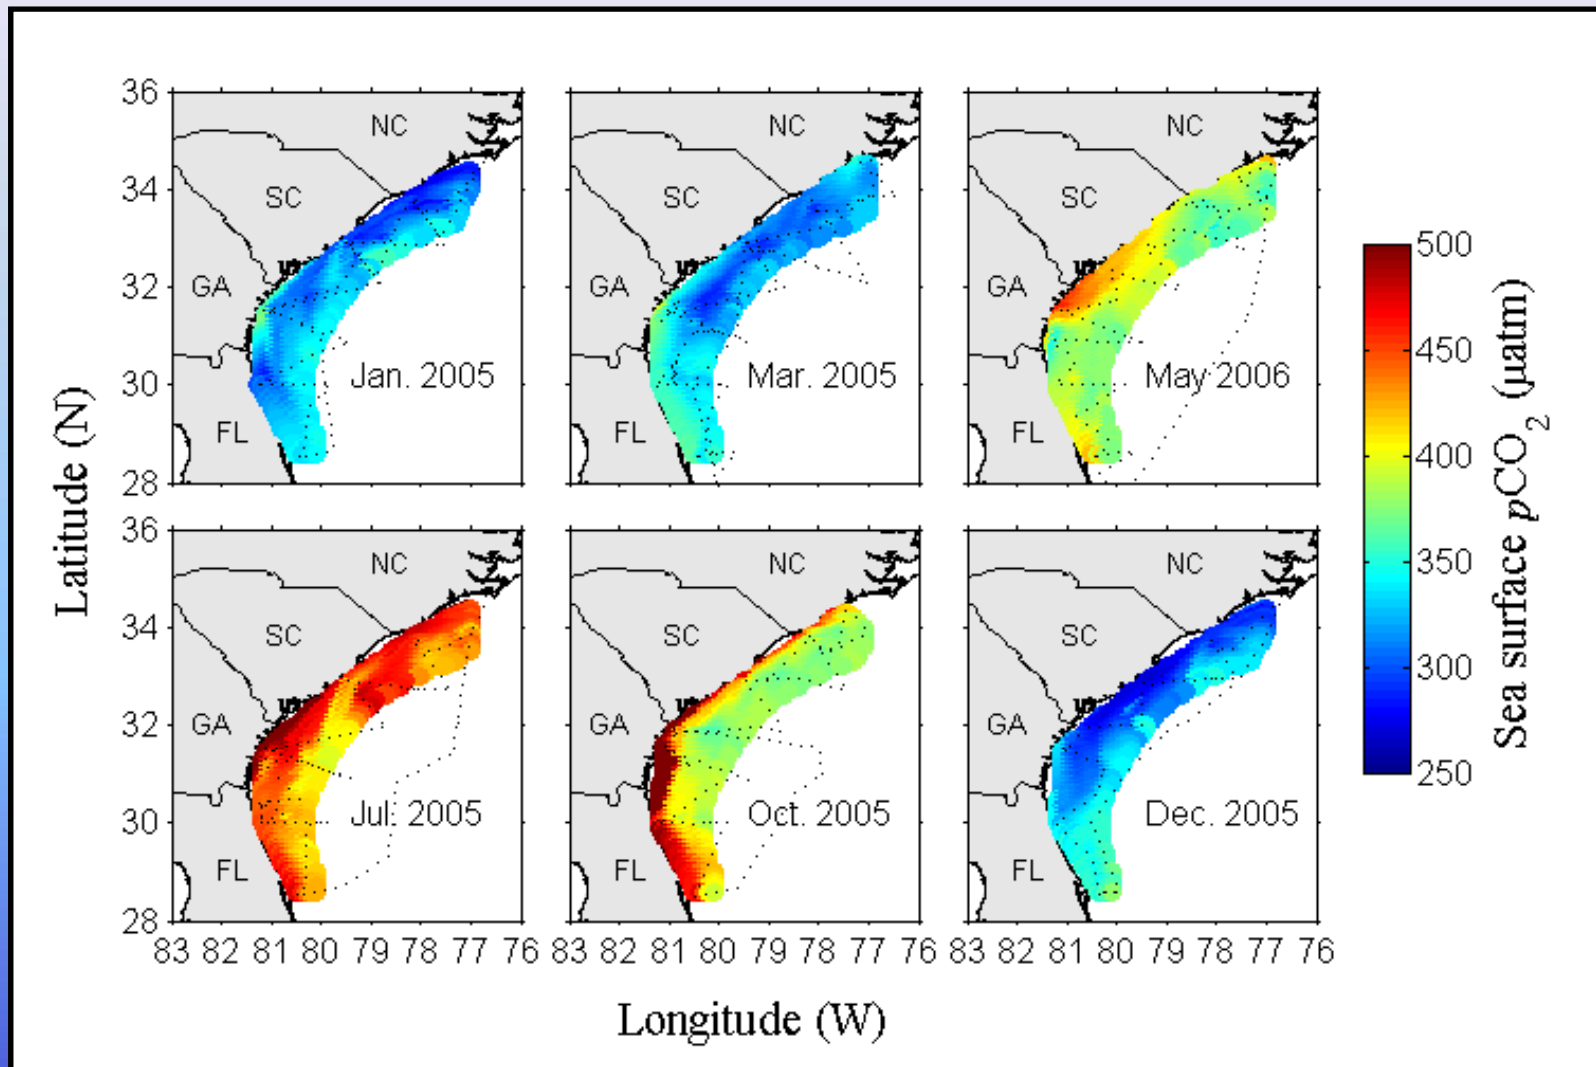 36
34
32
30
28
NC
SC
GA
FL
Jan. 2005
NC
SC
GA
FL
Mar. 2005
NC
SC
GA
FL
May 2006
36
34
32
30
28
NC
SC
GA
FL
Jul. 2005
NC
SC
GA
FL
Oct. 2005
NC
SC
GA
FL
Dec. 2005
83 82 81 80 79 78 77 76
83 82 81 80 79 78 77 76
83 82 81 80 79 78 77 76
Latitude (N)
Longitude (W)
500
450
400
350
300
250
Sea surface pCO₂ (µatm)